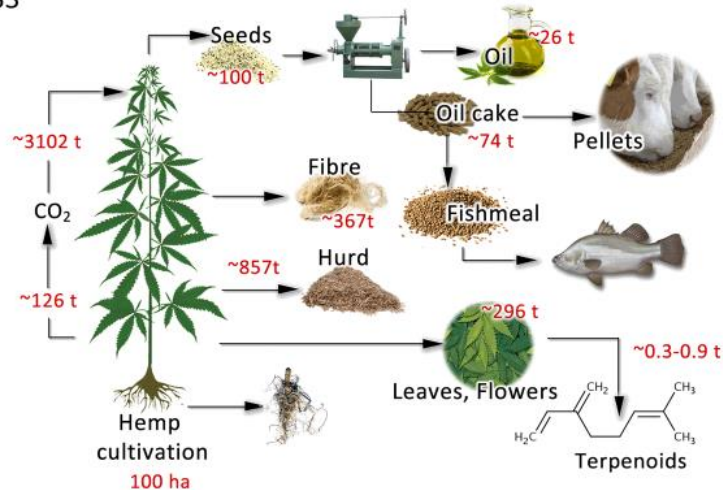 Seeds
~100 t
Oil
~26 t
Oil cake
~74 t
Pellets
~3102 t
CO₂
~126 t
Fibre
~367t
Fishmeal
Hurd
~857t
~296 t
Leaves, Flowers
~0.3-0.9 t
CH₂
CH₃
H₂C
CH₃
Terpenoids
Hemp
cultivation
100 ha